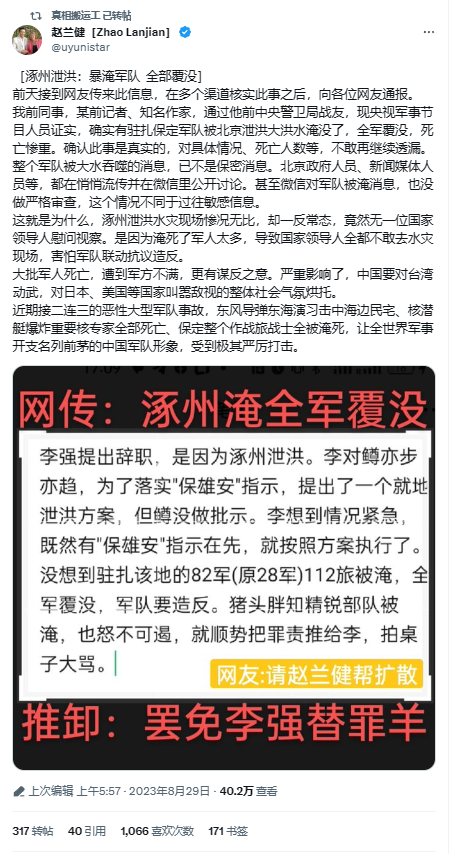 真相搬运工 已转帖
赵兰健【Zhao Lanjian】
@uyunistar
[涿州泄洪：暴淹军队 全部覆没]
前天接到网友传来此信息，在多个渠道核实此事之后，向各位网友通报。
我前同事，某前记者、知名作家，通过他前中央警卫局战友，现央视军事节
目人员证实，确实有驻扎保定军队被北京泄洪大洪水淹没了，全军覆没，死
亡惨重。确认此事是真实的，对具体情况、死亡人数等，不敢再继续透漏。
整个军队被大水吞噬的消息，已不是保密消息。北京政府人员、新闻媒体人
员等，都在悄悄流传并在微信里公开讨论。甚至微信对军队被淹消息，也没
做严格审查，这个情况不同于过往敏感信息。
这就是为什么，涿州泄洪水灾现场惨况无比，却一反常态，竟然无一位国家
领导人慰问视察。是因为淹死了军人太多，导致国家领导人全都不敢去水灾
现场，害怕军队联动抗议造反。
大批军人死亡，遭到军方不满，更有谋反之意。严重影响了，中国要对台湾
动武，对日本、美国等国家叫嚣敌视的整体社会气氛烘托。
近期接二连三的恶性大型军队事故，东风导弹东海演习击中海边民宅、核潜
艇爆炸重要核专家全部死亡、保定整个作战旅战士全被淹死，让全世界军事
开支名列前茅的中国军队形象，受到极其严厉打击。
网传：涿州淹全军覆没
李强提出辞职，是因为涿州泄洪。李对鳟亦步
亦趋，为了落实"保雄安"指示，提出了一个就地
泄洪方案，但鳟没做批示。李想到情况紧急，
既然有"保雄安"指示在先，就按照方案执行了。
没想到驻扎该地的82军(原28军)112旅被淹，全
军覆没，军队要造反。猪头胖知精锐部队被
淹，也怒不可遏，就顺势把罪责推给李，拍桌
子大骂。
网友:请赵兰健帮扩散
推卸：罢免李强替罪羊
上次编辑 上午5:57 · 2023年8月29日 · 40.2万 查看
317 转帖 40 引用 1,066 喜欢次数 171 书签